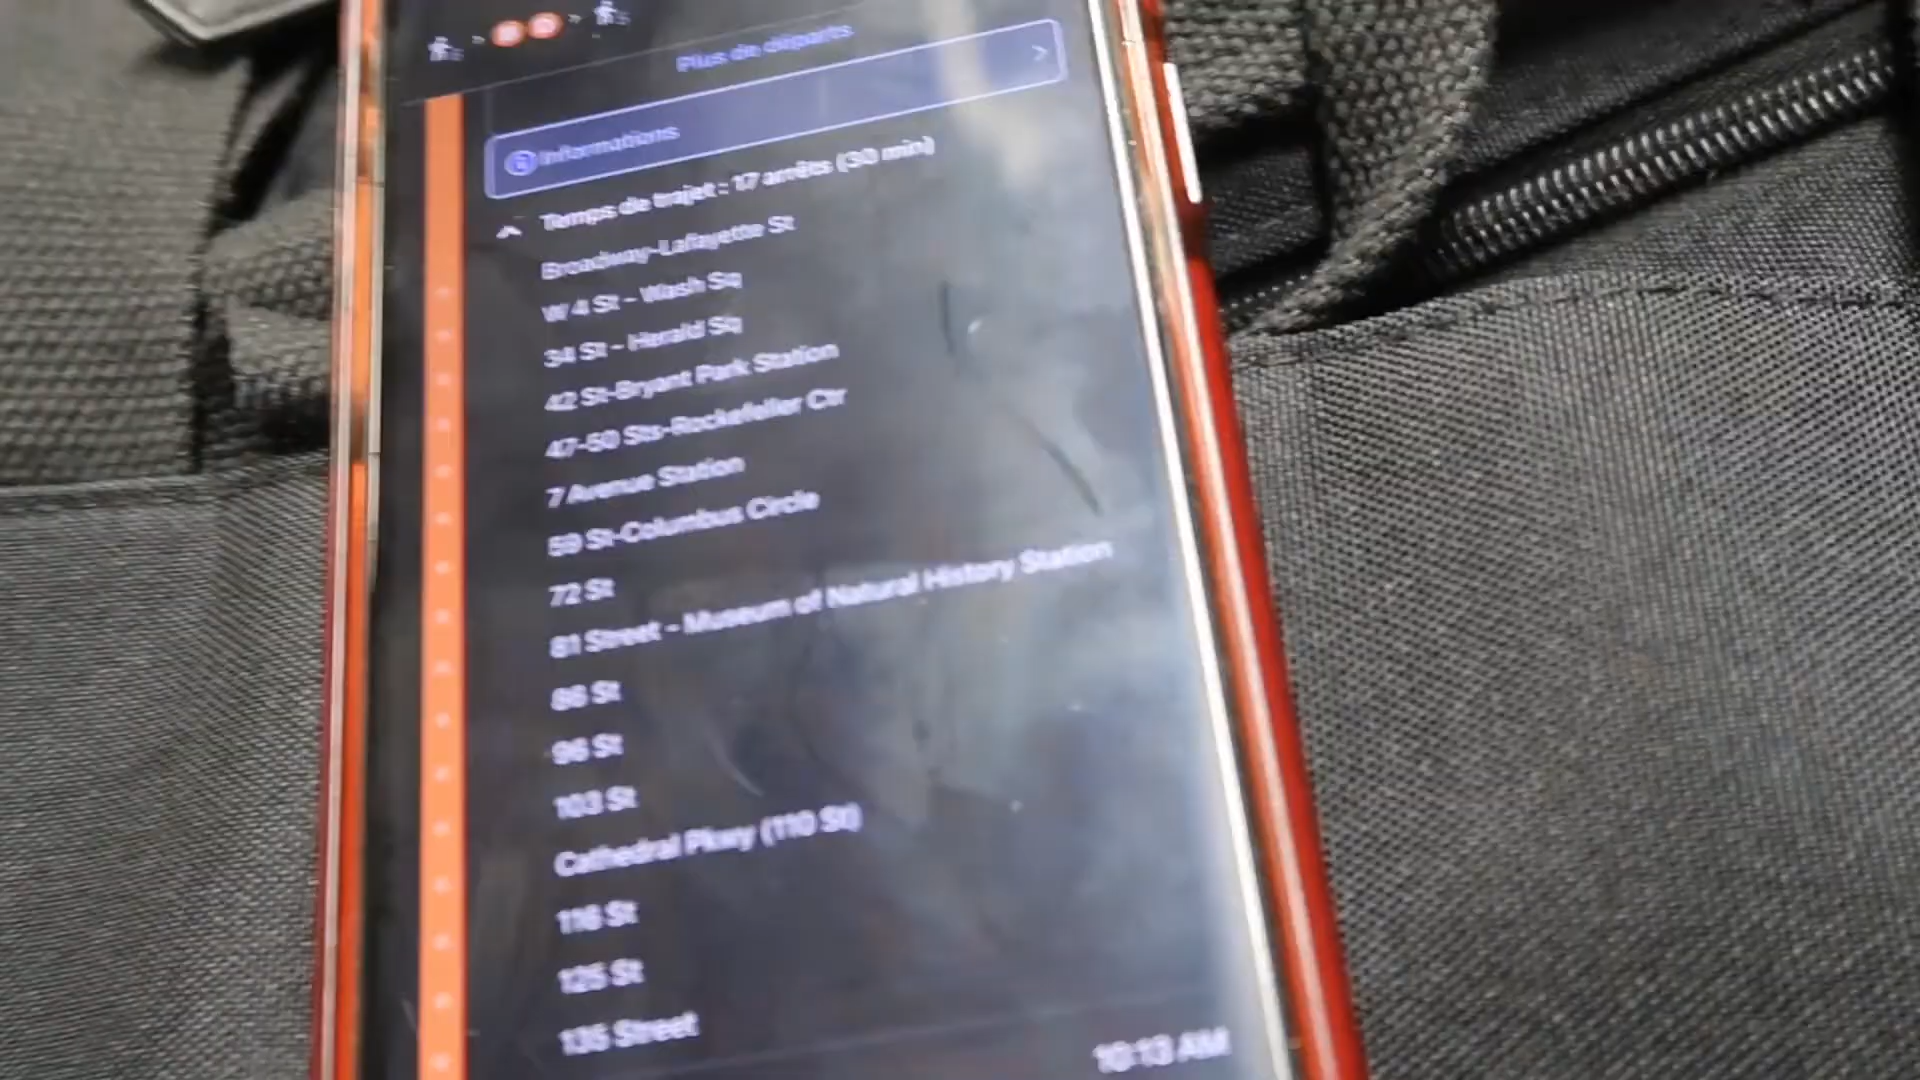 Plus de départs
Informations
Temps de trajet : 17 arrêts (30 min)
Broadway-Lafayette St
W 4 St - Wash Sq
34 St - Herald Sq
42 St-Bryant Park Station
47-50 Sts-Rockefeller Ctr
7 Avenue Station
59 St-Columbus Circle
72 St
81 Street - Museum of Natural History Station
86 St
96 St
103 St
Cathedral Pkwy (110 St)
116 St
125 St
135 Street
10:13 AM